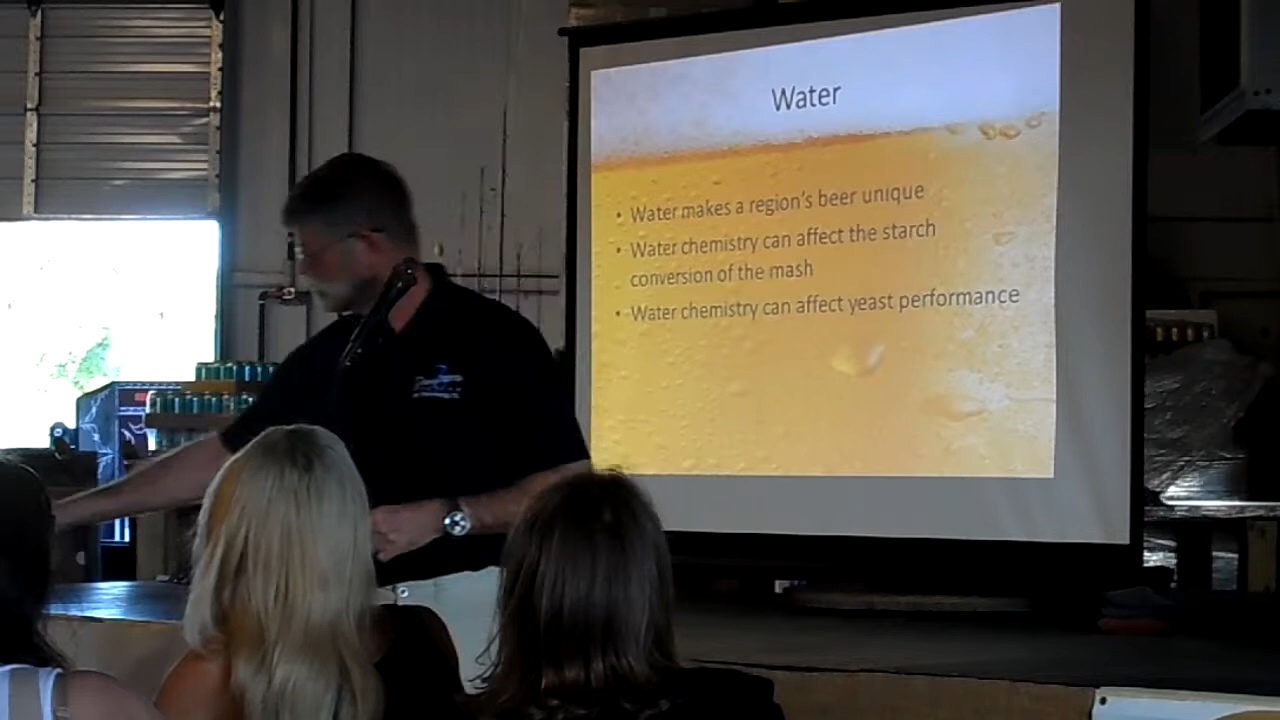 Water
• Water makes a region's beer unique
• Water chemistry can affect the starch
conversion of the mash
• Water chemistry can affect yeast performance